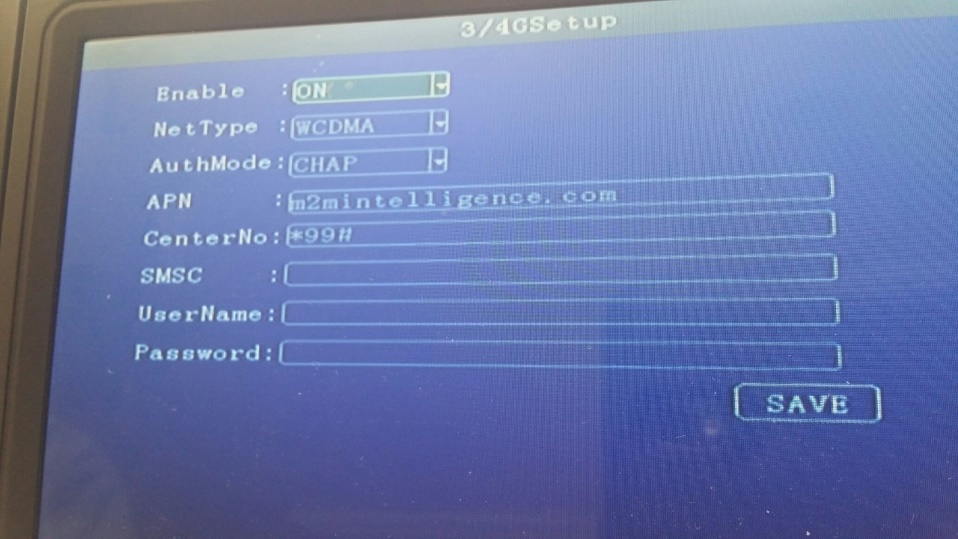 3/4GSetup
Enable :ON
NetType :WCDMA
AuthMode:CHAP
APN :m2mintelligence.com
CenterNo:*99#
SMSC :
UserName:
Password:
SAVE